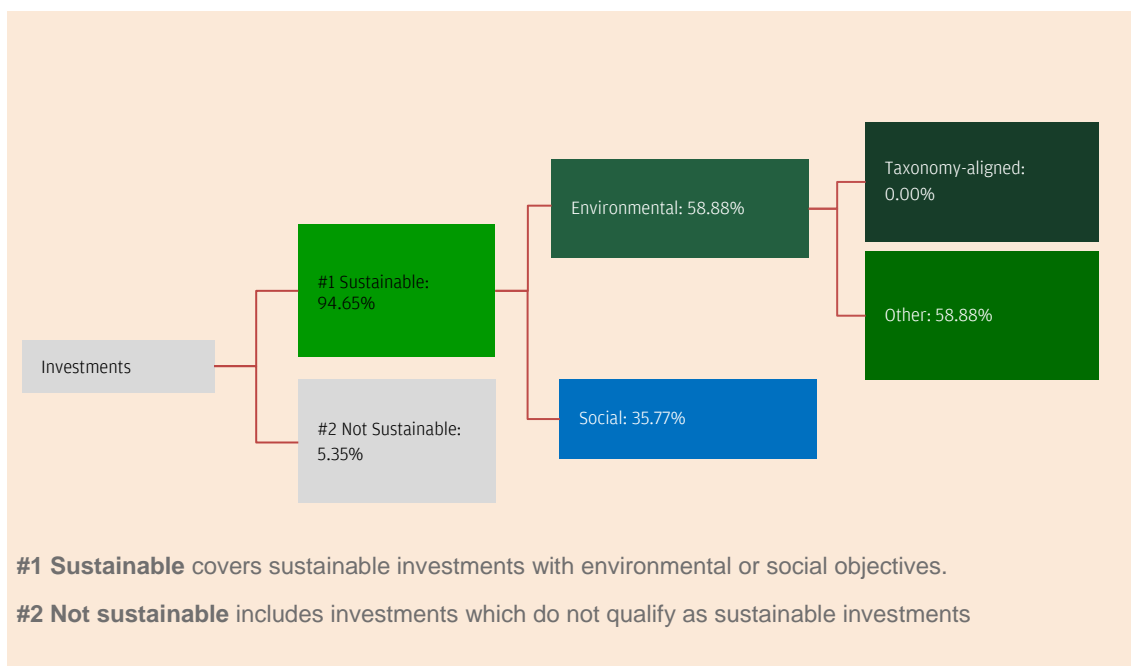 Investments
#1 Sustainable:
94.65%
#2 Not Sustainable:
5.35%
Environmental: 58.88%
Social: 35.77%
Taxonomy-aligned:
0.00%
Other: 58.88%
#1 Sustainable covers sustainable investments with environmental or social objectives.
#2 Not sustainable includes investments which do not qualify as sustainable investments